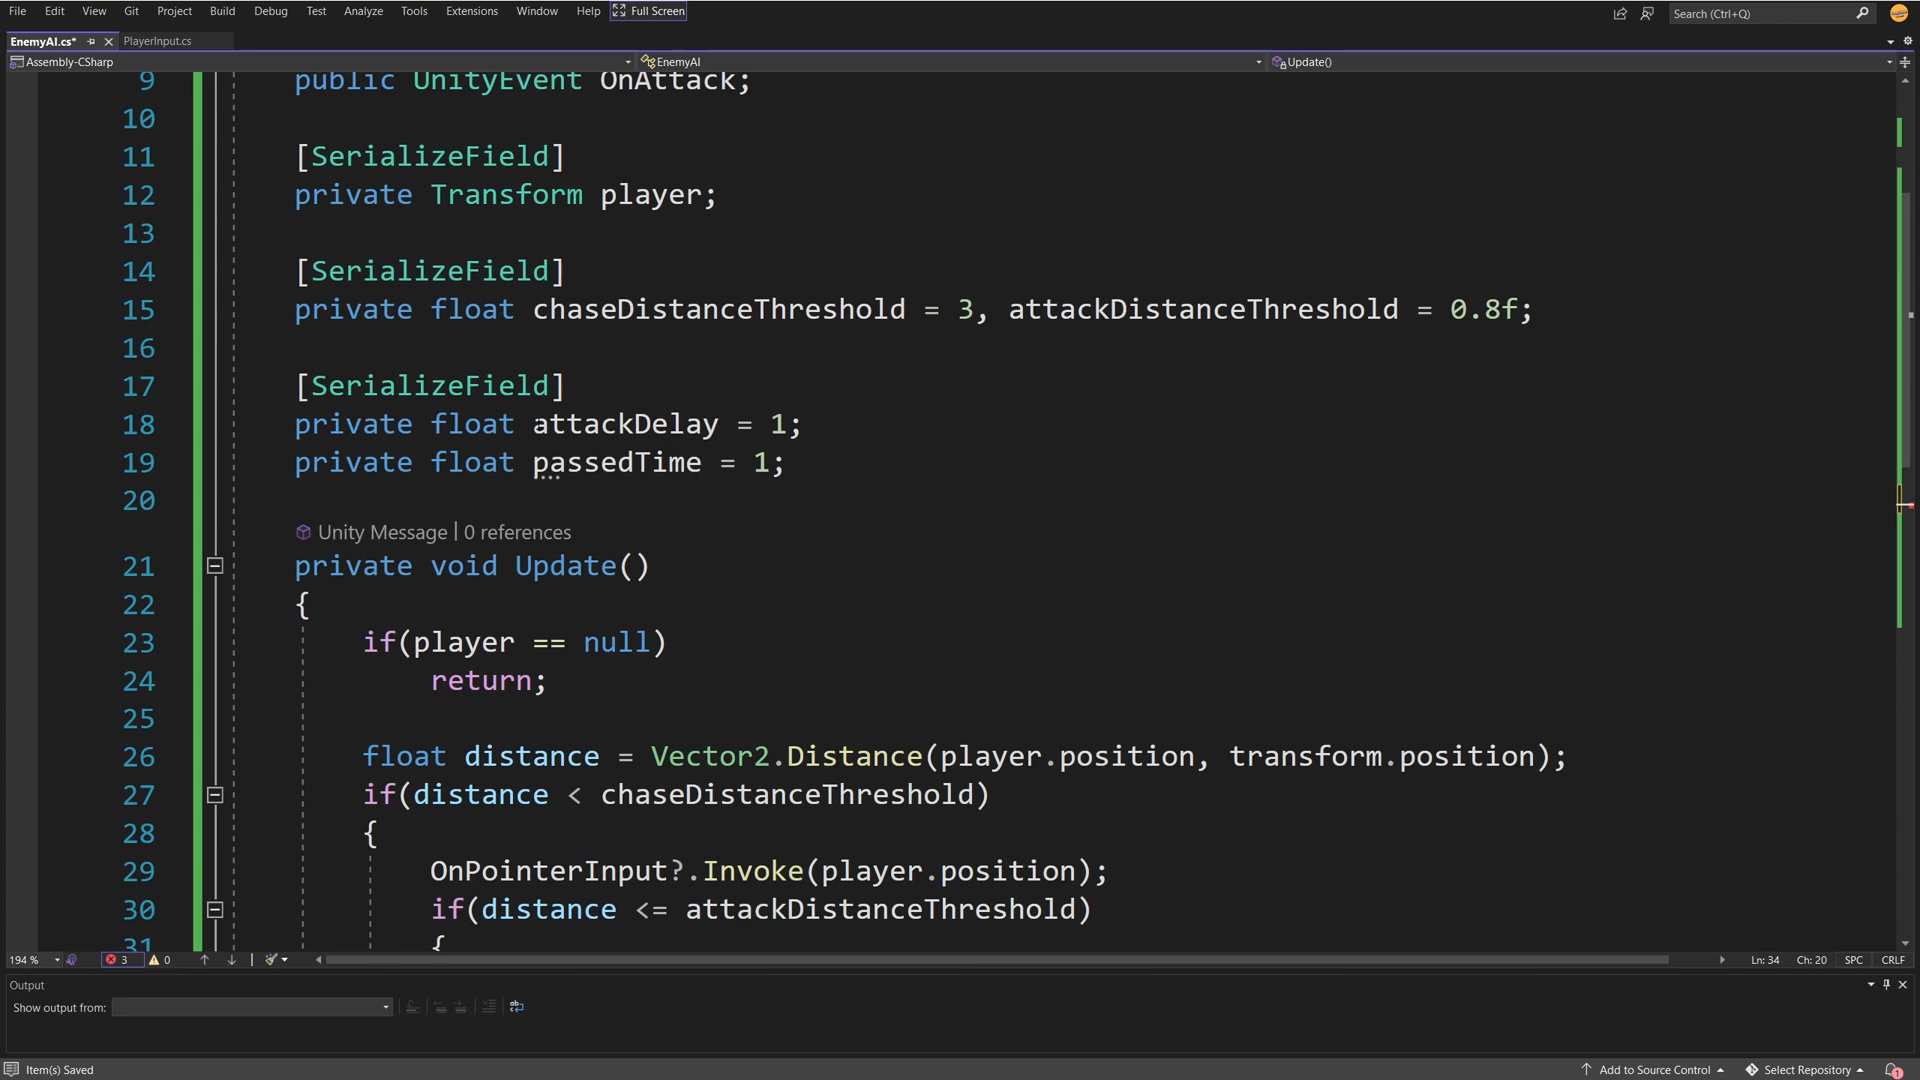 File Edit View Git Project Build Debug Test Analyze Tools Extensions Window Help Full Screen Search (Ctrl+Q)
EnemyAI.cs* PlayerInput.cs
Assembly-CSharp EnemyAI Update()
9 public UnityEvent OnAttack;
10
11 [SerializeField]
12 private Transform player;
13
14 [SerializeField]
15 private float chaseDistanceThreshold = 3, attackDistanceThreshold = 0.8f;
16
17 [SerializeField]
18 private float attackDelay = 1;
19 private float passedTime = 1;
20
Unity Message | 0 references
21 private void Update()
22 {
23 if(player == null)
24 return;
25
26 float distance = Vector2.Distance(player.position, transform.position);
27 if(distance < chaseDistanceThreshold)
28 {
29 OnPointerInput?.Invoke(player.position);
30 if(distance <= attackDistanceThreshold)
31 {
194 % 3 0 Ln: 34 Ch: 20 SPC CRLF
Output
Show output from:
Item(s) Saved Add to Source Control Select Repository 1